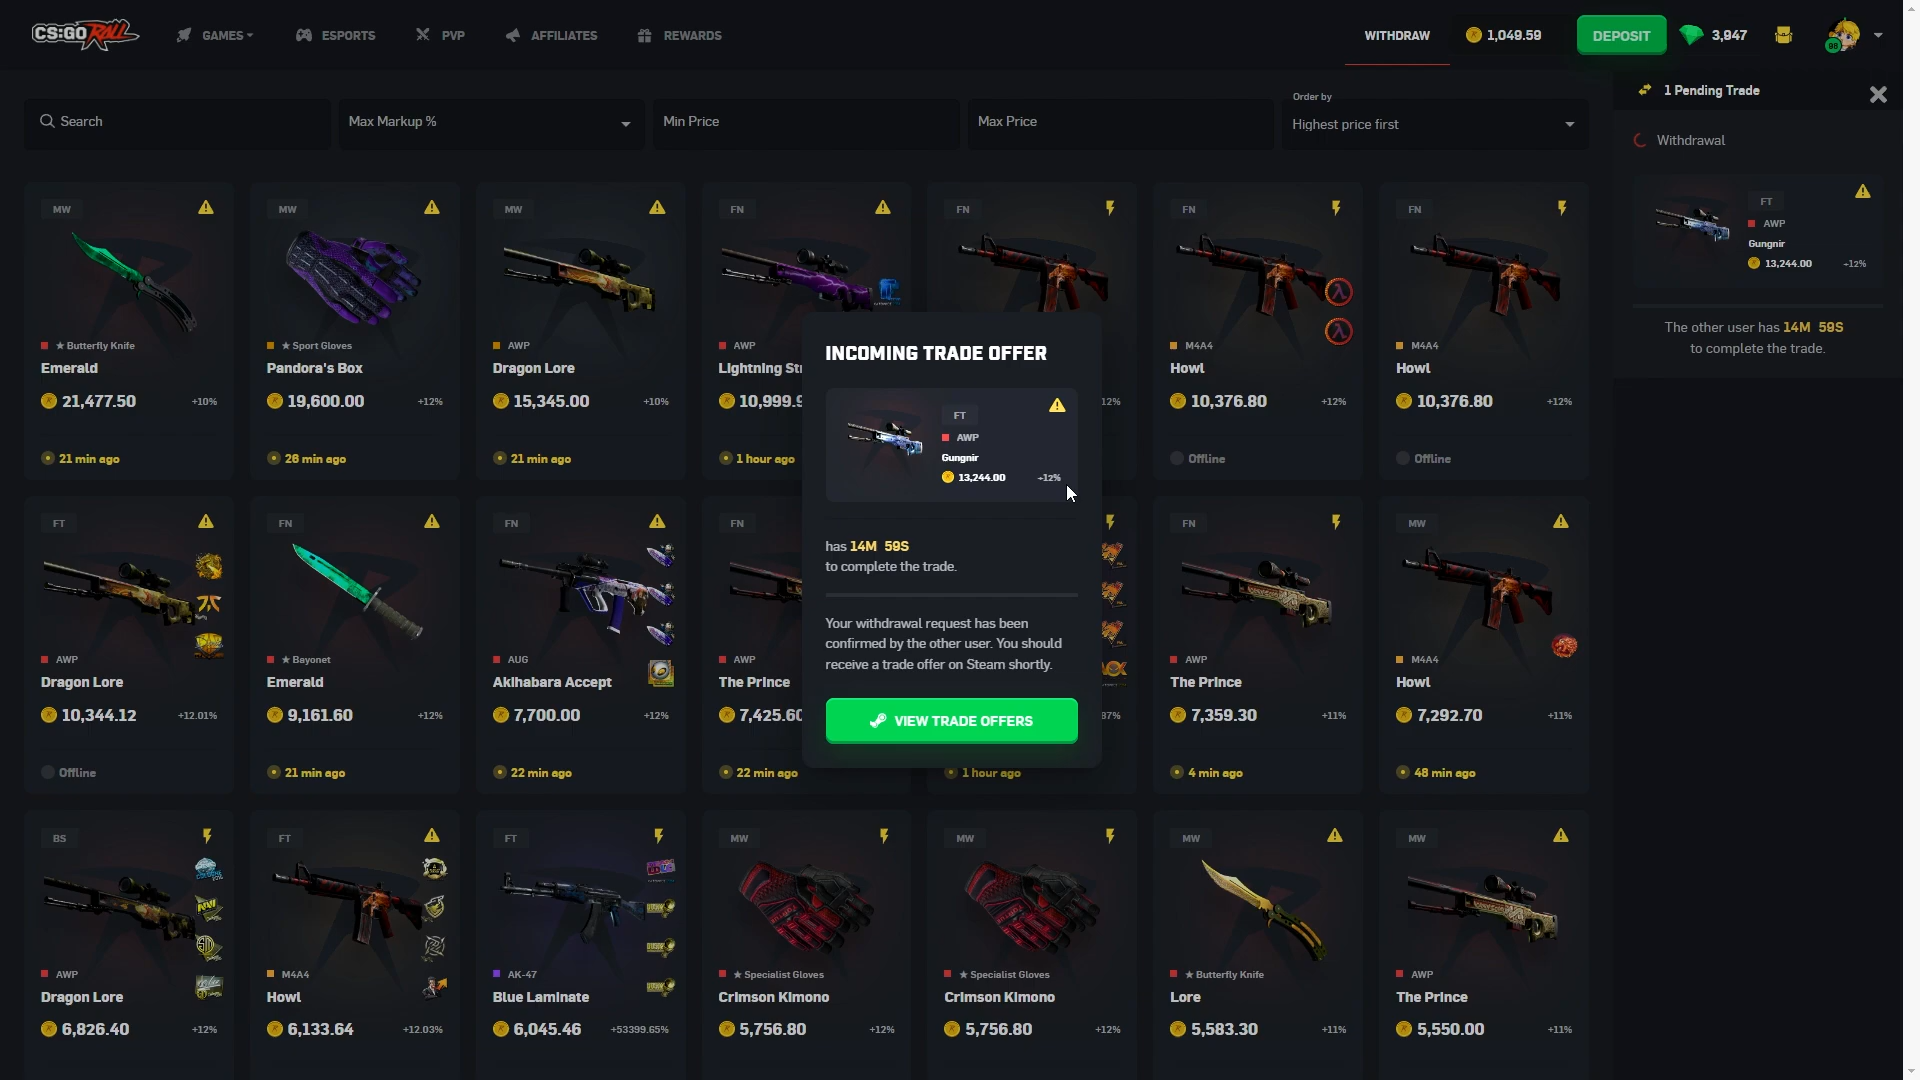 CS:GO ROLL
GAMES
ESPORTS
PVP
AFFILIATES
REWARDS
WITHDRAW
1,049.59
DEPOSIT
3,947
98
Search
Max Markup %
Min Price
Max Price
Order by
Highest price first
1 Pending Trade
Withdrawal
FT
AWP
Gungnir
13,244.00
+12%
The other user has 14M 59S
to complete the trade.
MW
★ Butterfly Knife
Emerald
21,477.50
+10%
21 min ago
MW
★ Sport Gloves
Pandora's Box
19,600.00
+12%
26 min ago
MW
AWP
Dragon Lore
15,345.00
+10%
21 min ago
FN
AWP
Lightning St
10,999.9
1 hour ago
FN
12%
FN
M4A4
Howl
10,376.80
+12%
Offline
FN
M4A4
Howl
10,376.80
+12%
Offline
INCOMING TRADE OFFER
FT
AWP
Gungnir
13,244.00
+12%
has 14M 59S
to complete the trade.
Your withdrawal request has been
confirmed by the other user. You should
receive a trade offer on Steam shortly.
VIEW TRADE OFFERS
FT
AWP
Dragon Lore
10,344.12
+12.01%
Offline
FN
★ Bayonet
Emerald
9,161.60
+12%
21 min ago
FN
AUG
Akihabara Accept
7,700.00
+12%
22 min ago
FN
AWP
The Prince
7,425.60
22 min ago
87%
1 hour ago
FN
AWP
The Prince
7,359.30
+11%
4 min ago
MW
M4A4
Howl
7,292.70
+11%
48 min ago
BS
AWP
Dragon Lore
6,826.40
+12%
FT
M4A4
Howl
6,133.64
+12.03%
FT
AK-47
Blue Laminate
6,045.46
+53399.65%
MW
★ Specialist Gloves
Crimson Kimono
5,756.80
+12%
MW
★ Specialist Gloves
Crimson Kimono
5,756.80
+12%
MW
★ Butterfly Knife
Lore
5,583.30
+11%
MW
AWP
The Prince
5,550.00
+11%